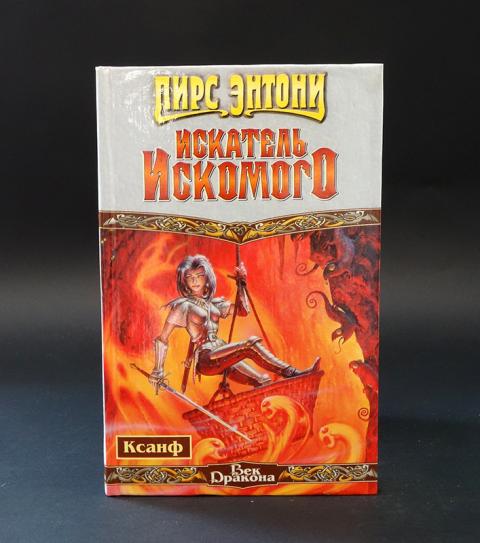 ПИРС ЭНТОНИ
ИСКАТЕЛЬ
ИСКОМОГО
Ксанф
Век
Дракона